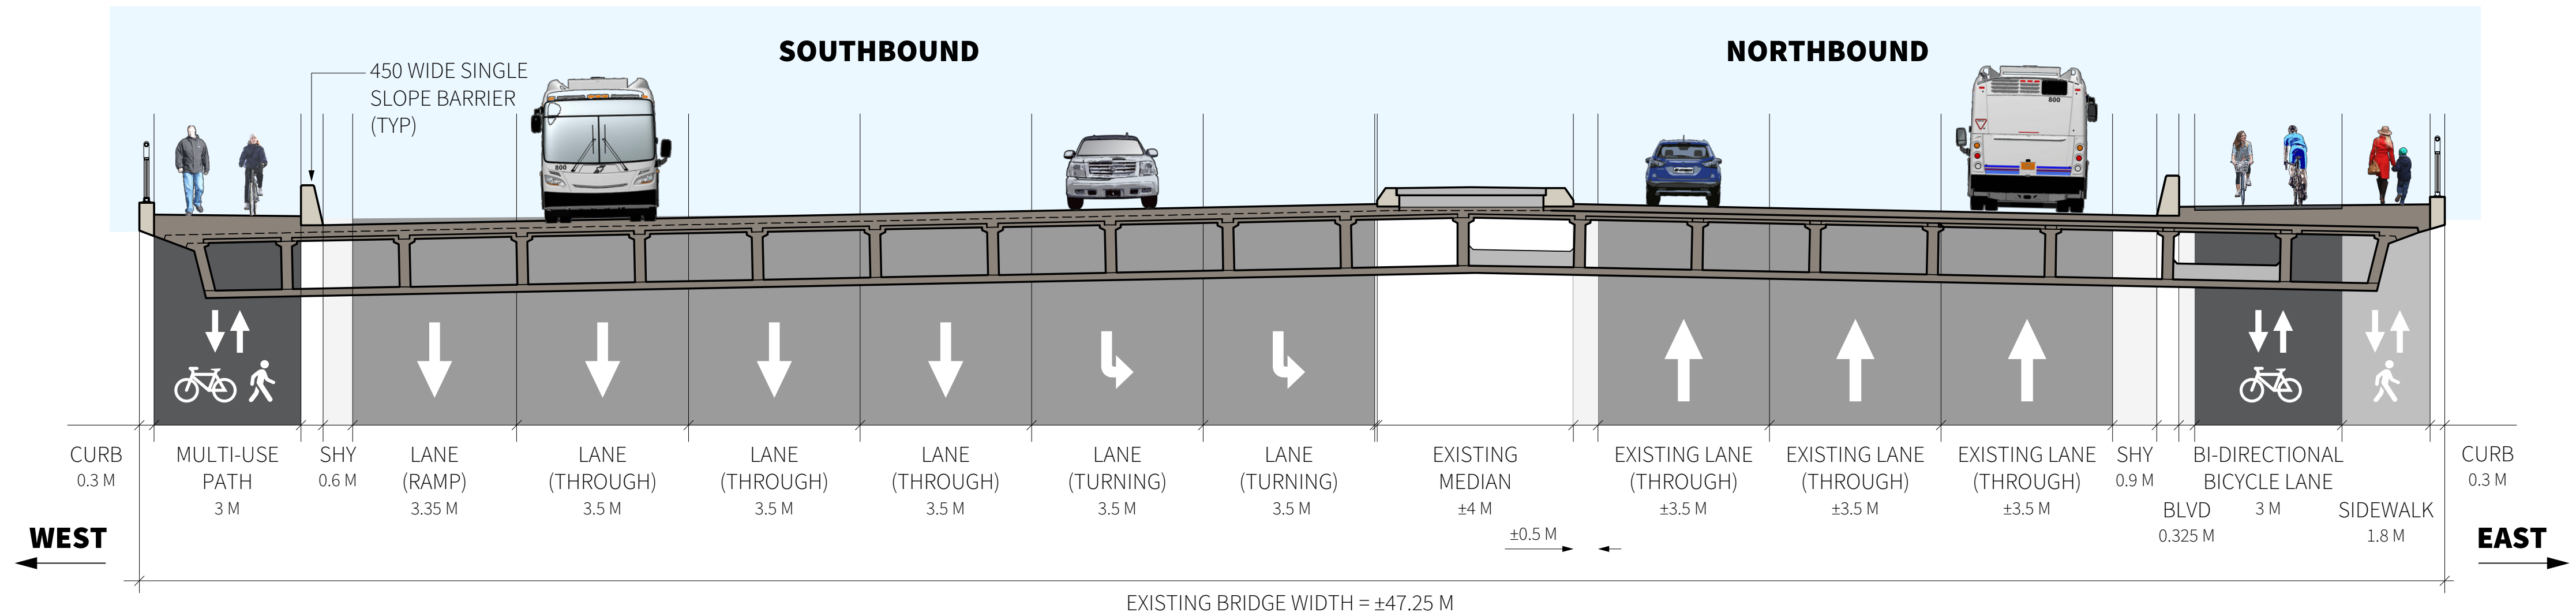 SOUTHBOUND
NORTHBOUND
450 WIDE SINGLE
SLOPE BARRIER
(TYP)
800
800
CURB
0.3 M
MULTI-USE
PATH
3 M
SHY
0.6 M
LANE
(RAMP)
3.35 M
LANE
(THROUGH)
3.5 M
LANE
(THROUGH)
3.5 M
LANE
(THROUGH)
3.5 M
LANE
(TURNING)
3.5 M
LANE
(TURNING)
3.5 M
EXISTING
MEDIAN
±4 M
±0.5 M
EXISTING LANE
(THROUGH)
±3.5 M
EXISTING LANE
(THROUGH)
±3.5 M
EXISTING LANE
(THROUGH)
±3.5 M
SHY
0.9 M
BLVD
0.325 M
BI-DIRECTIONAL
BICYCLE LANE
3 M
SIDEWALK
1.8 M
CURB
0.3 M
WEST
EAST
EXISTING BRIDGE WIDTH = ±47.25 M